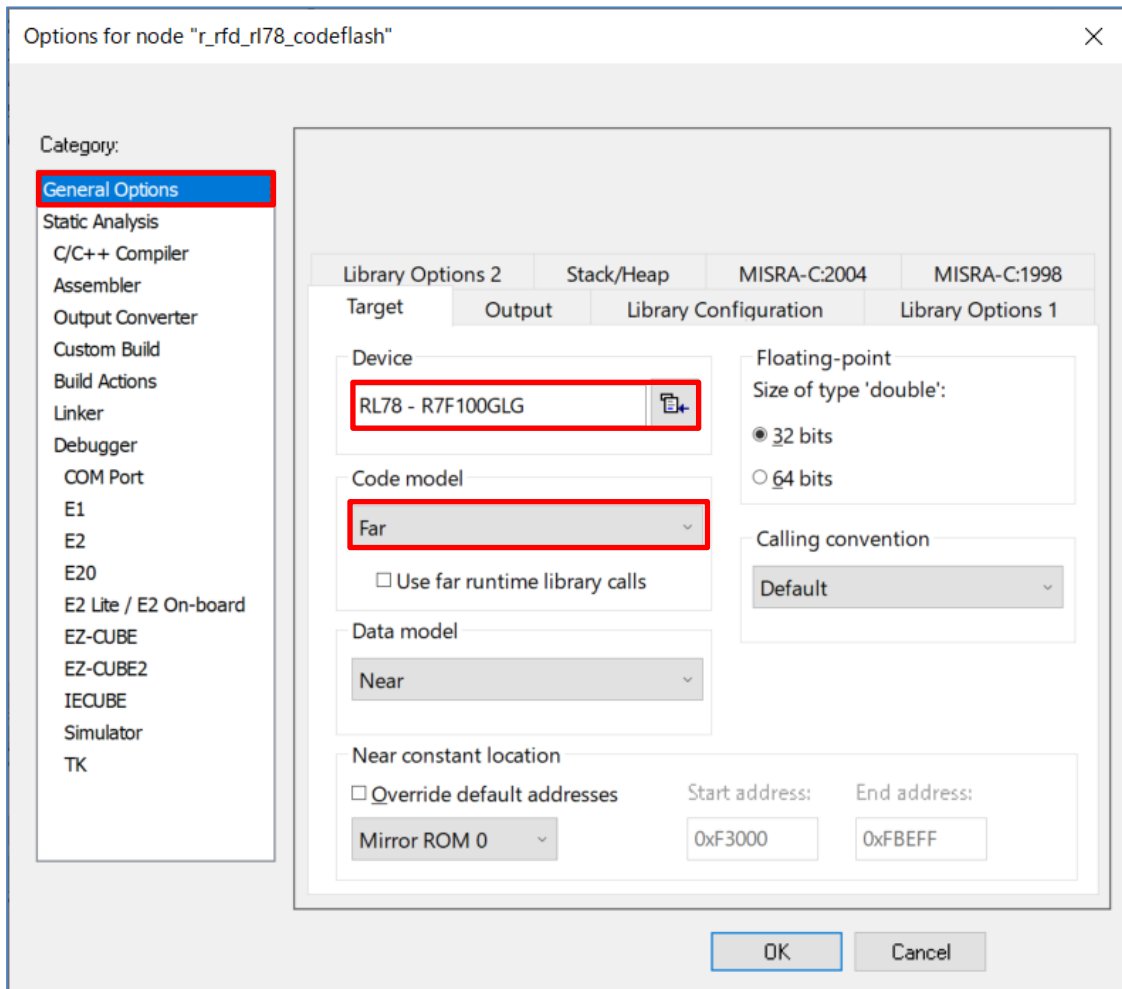 Options for node "r_rfd_rl78_codeflash"
Category:
General Options
Static Analysis
C/C++ Compiler
Assembler
Output Converter
Custom Build
Build Actions
Linker
Debugger
COM Port
E1
E2
E20
E2 Lite / E2 On-board
EZ-CUBE
EZ-CUBE2
IECUBE
Simulator
TK
Library Options 2 Stack/Heap MISRA-C:2004 MISRA-C:1998
Target Output Library Configuration Library Options 1
Device
RL78 - R7F100GLG
Code model
Far
Use far runtime library calls
Data model
Near
Floating-point
Size of type 'double':
32 bits
64 bits
Calling convention
Default
Near constant location
Override default addresses
Mirror ROM 0
Start address:
0xF3000
End address:
0xFBEFF
OK Cancel